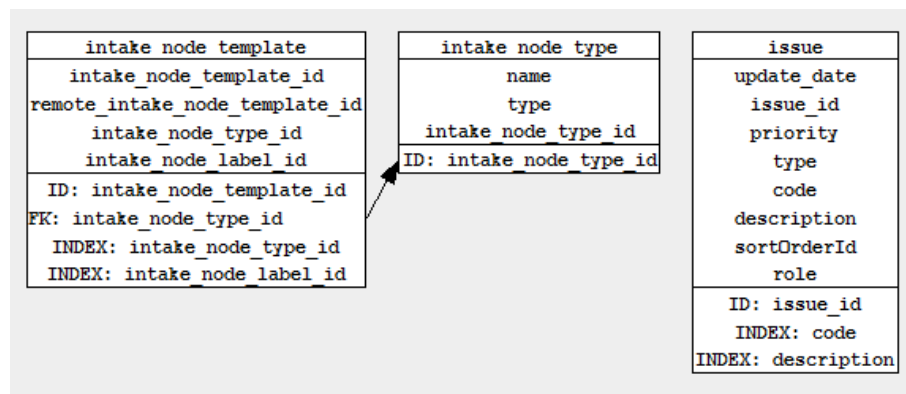 intake node template
intake_node_template_id
remote_intake_node_template_id
intake_node_type_id
intake_node_label_id
ID: intake_node_template_id
FK: intake_node_type_id
INDEX: intake_node_type_id
INDEX: intake_node_label_id
intake node type
name
type
intake_node_type_id
ID: intake_node_type_id
issue
update_date
issue_id
priority
type
code
description
sortOrderId
role
ID: issue_id
INDEX: code
INDEX: description